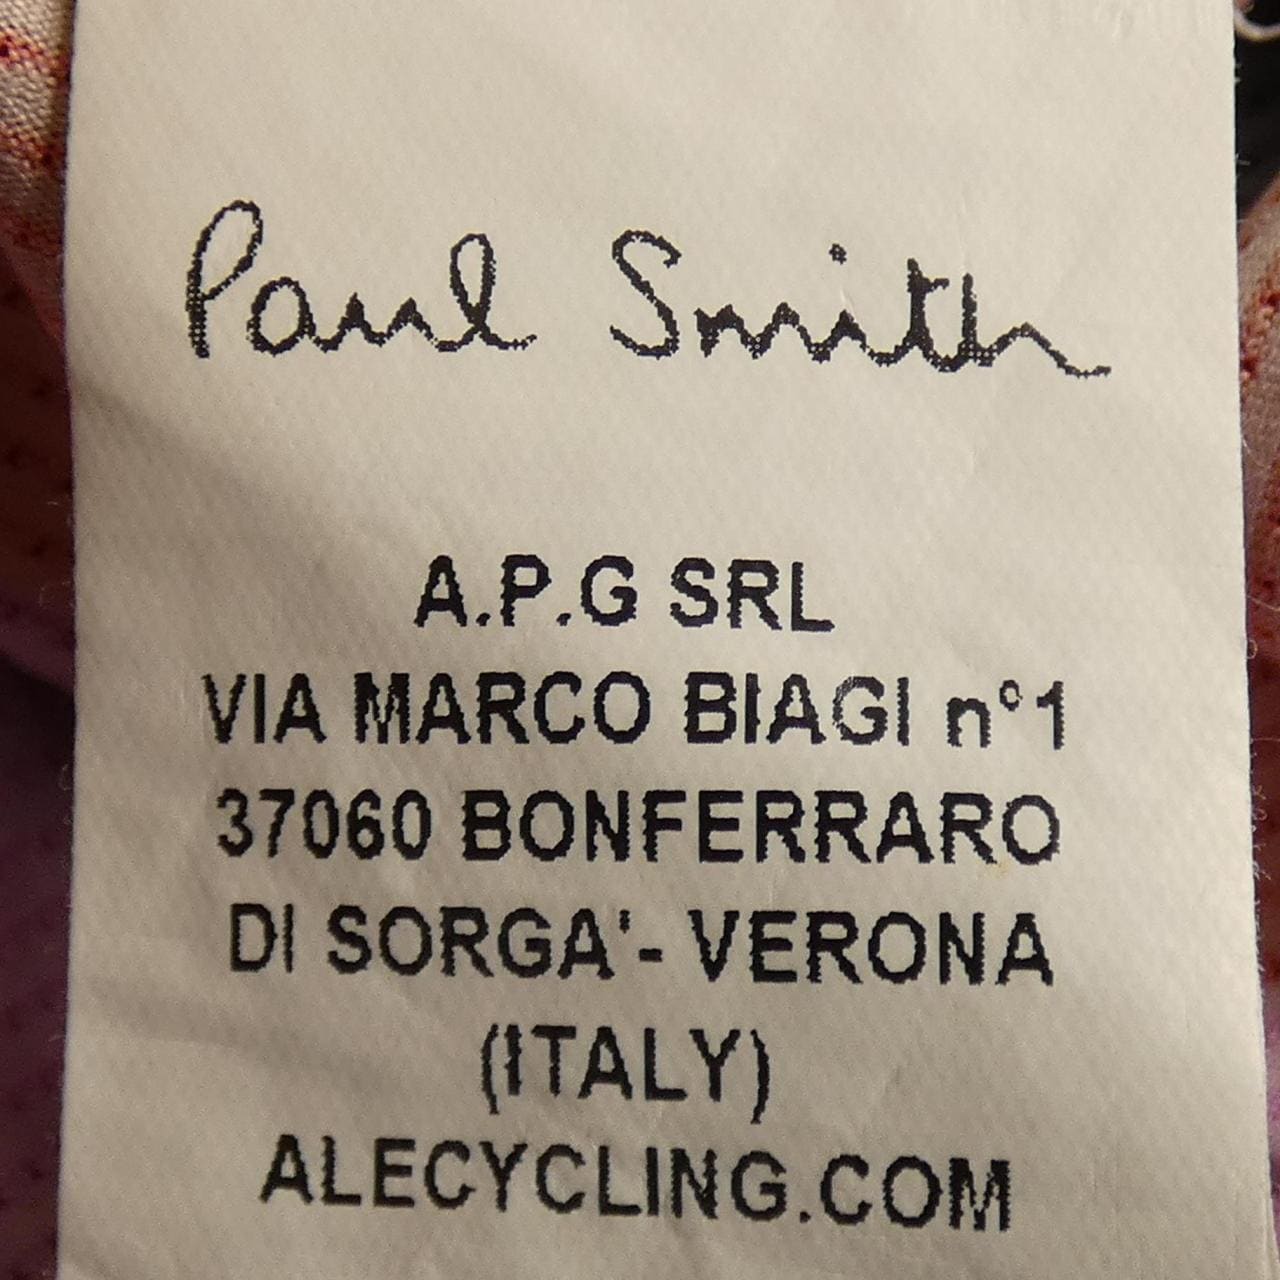 Paul Smith
A.P.G SRL
VIA MARCO BIAGI n°1
37060 BONFERRARO
DI SORGA'- VERONA
(ITALY)
ALECYCLING.COM